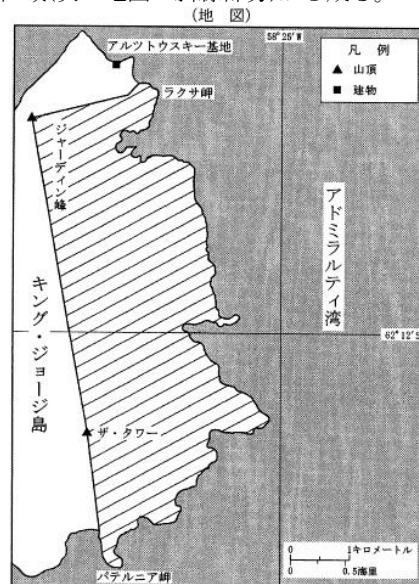 (地 図)
58°25′W
アルツトウスキー基地
凡 例
▲ 山頂
■ 建物
ラクサ岬
ジャーディン峰
アドミラルティ湾
キング・ジョージ島
62°12′S
ザ・タワー
0 1キロメートル
0 0.5海里
パテルニア岬